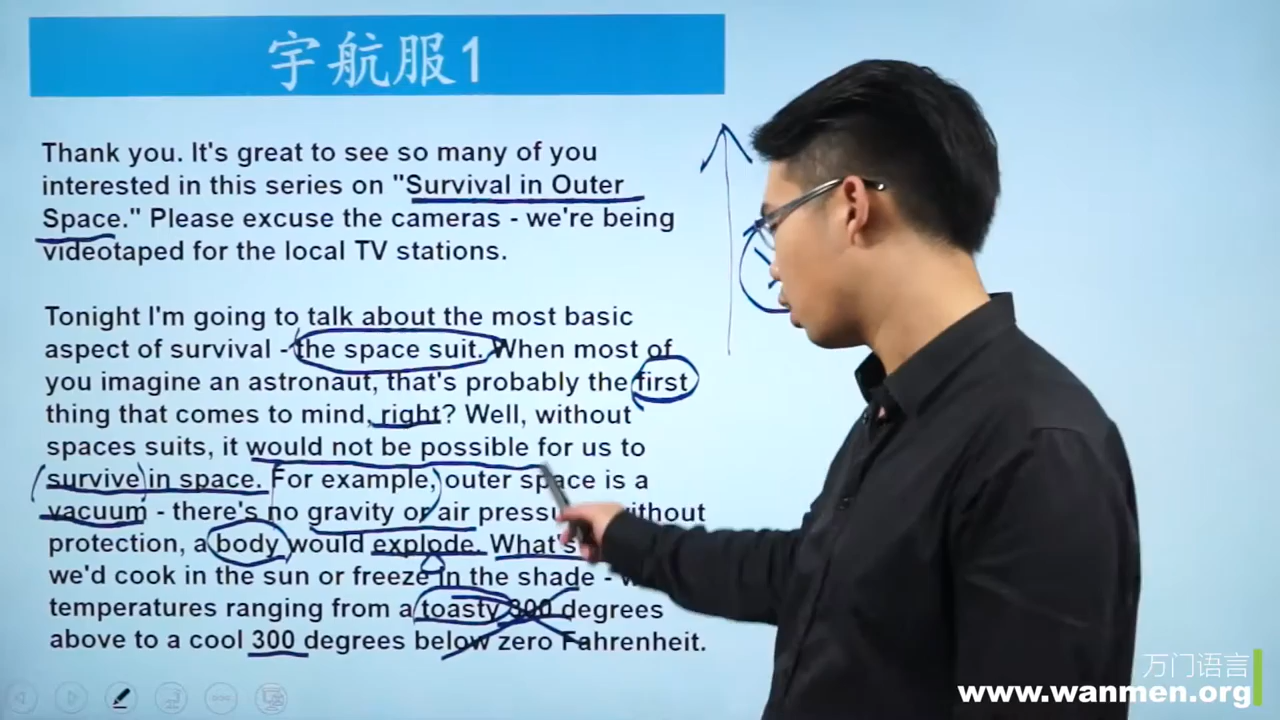 宇航服1
Thank you. It's great to see so many of you
interested in this series on "Survival in Outer
Space." Please excuse the cameras - we're being
videotaped for the local TV stations.
Tonight I'm going to talk about the most basic
aspect of survival - the space suit. When most of
you imagine an astronaut, that's probably the first
thing that comes to mind, right? Well, without
spaces suits, it would not be possible for us to
survive in space. For example, outer space is a
vacuum - there's no gravity or air without
protection, a body would explode. What's
we'd cook in the sun or freeze in the shade -
temperatures ranging from a toasty 300 degrees
above to a cool 300 degrees below zero Fahrenheit.
万门语言
www.wanmen.org